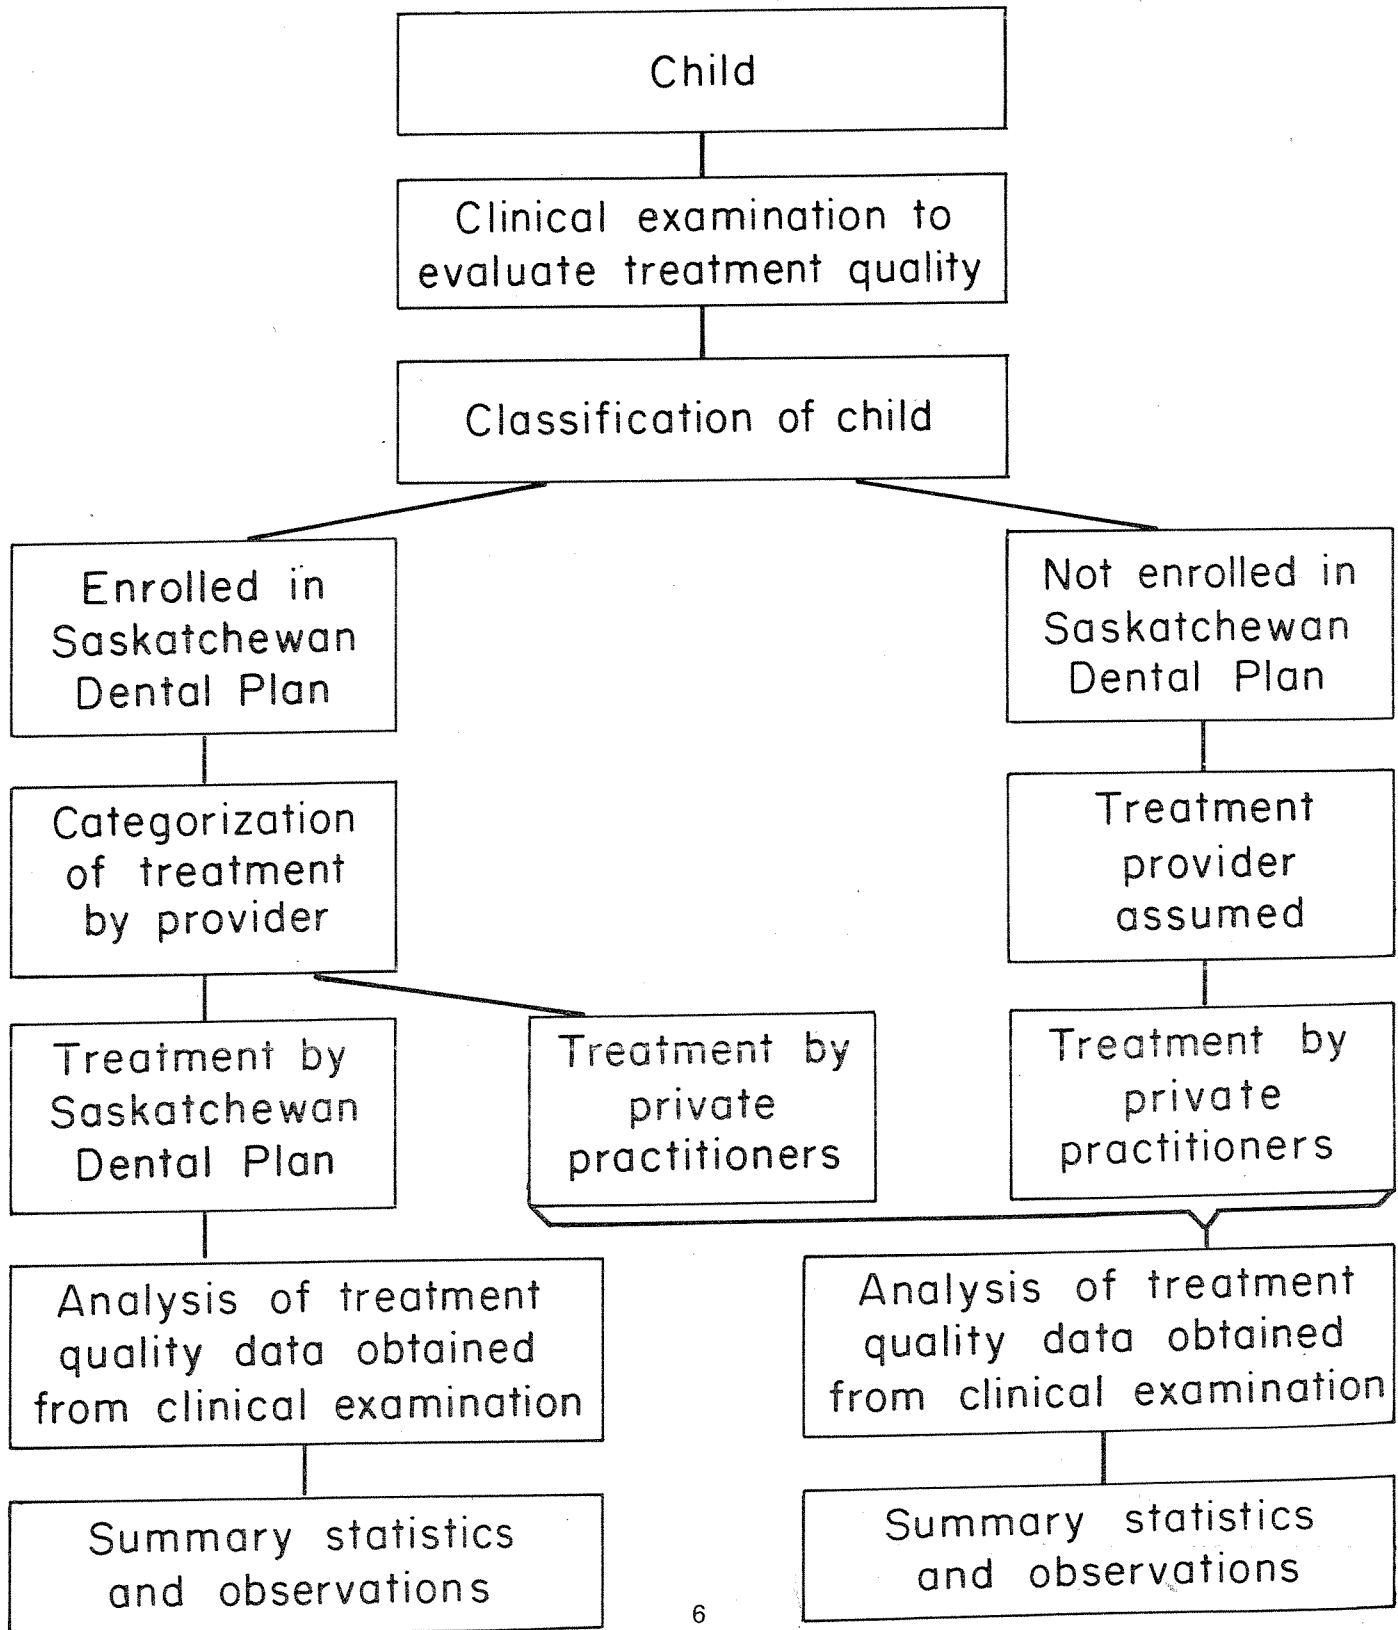 Child
Clinical examination to
evaluate treatment quality
Classification of child
Enrolled in
Saskatchewan
Dental Plan
Not enrolled in
Saskatchewan
Dental Plan
Categorization
of treatment
by provider
Treatment
provider
assumed
Treatment by
Saskatchewan
Dental Plan
Treatment by
private
practitioners
Treatment by
private
practitioners
Analysis of treatment
quality data obtained
from clinical examination
Analysis of treatment
quality data obtained
from clinical examination
Summary statistics
and observations
Summary statistics
and observations
6